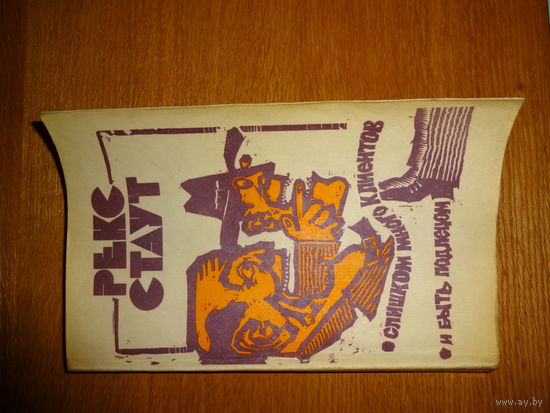 РЕКС
СТАУТ
• СЛИШКОМ МНОГО КЛИЕНТОВ
• И БЫТЬ ПОДЛЕЦОМ
www.ay.by